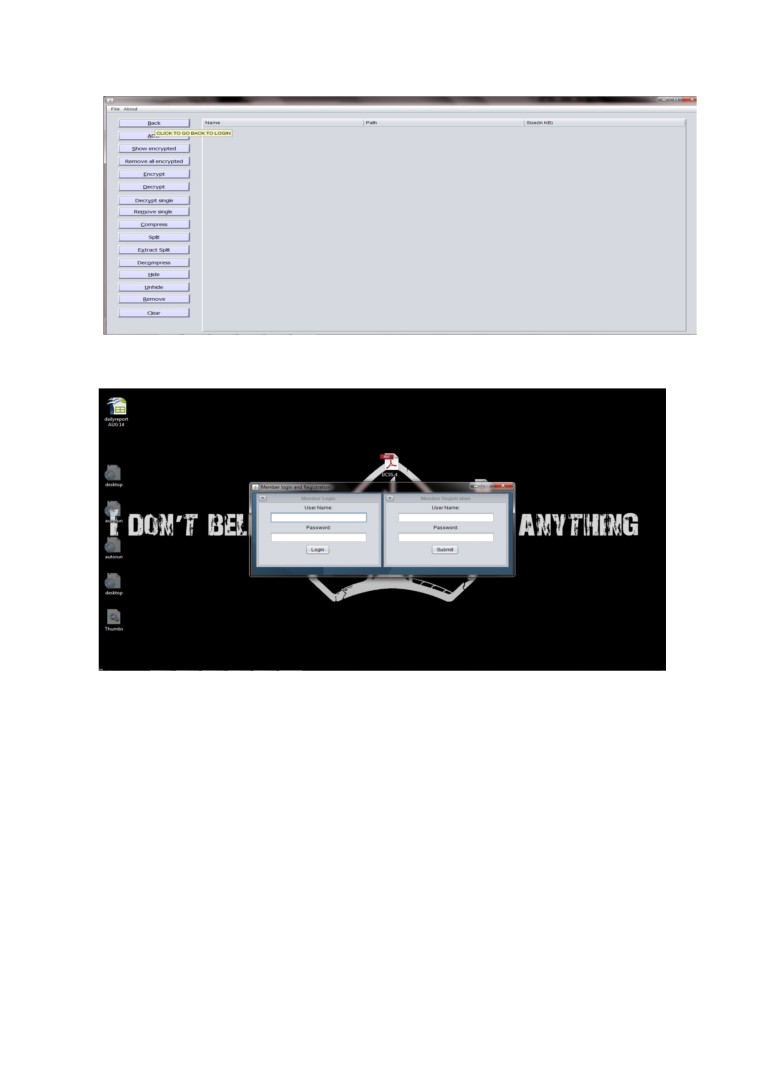 File About
Back
Name Path Size(in KB)
CLICK TO GO BACK TO LOGIN
Show encrypted
Remove all encrypted
Encrypt
Decrypt
Decrypt single
Remove single
Compress
Split
Extract Split
Decompress
Hide
Unhide
Remove
Clear
dailyreport
AUG 14
desktop
autorun
desktop
Thumbs
I DON'T BEL ANYTHING
Member login and Registration
Member Login Member Registration
User Name: User Name:
Password: Password:
Login Submit